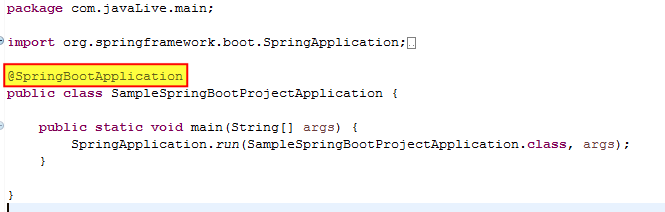 package com.javaLive.main;
import org.springframework.boot.SpringApplication;
@SpringBootApplication
public class SampleSpringBootProjectApplication {
public static void main(String[] args) {
SpringApplication.run(SampleSpringBootProjectApplication.class, args);
}
}